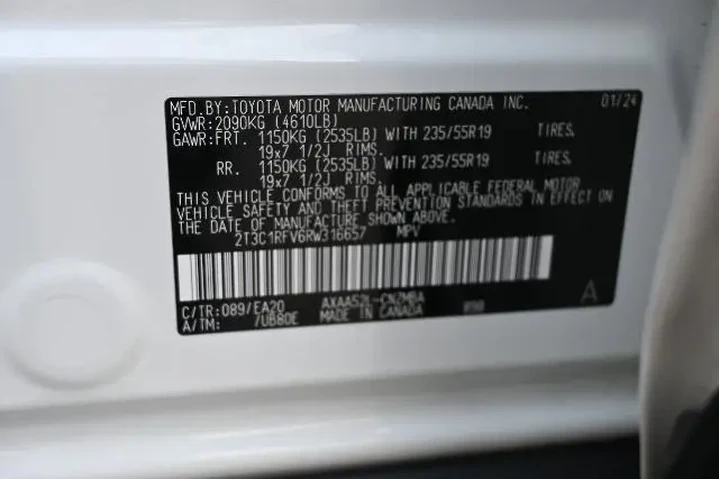 MFD.BY:TOYOTA MOTOR MANUFACTURING CANADA INC. 01/24
GVWR:2090KG (4610LB)
GAWR:FRT. 1150KG (2535LB) WITH 235/55R19 TIRES.
19x7 1/2J RIMS.
RR. 1150KG (2535LB) WITH 235/55R19 TIRES.
19x7 1/2J RIMS.
THIS VEHICLE CONFORMS TO ALL APPLICABLE FEDERAL MOTOR
VEHICLE SAFETY AND THEFT PREVENTION STANDARDS IN EFFECT ON
THE DATE OF MANUFACTURE SHOWN ABOVE.
2T3C1RFV6RW316657 MPV
C/TR:089/EA20 AXAA52L-CNZMBA
A/TM: /UB80E MADE IN CANADA
A